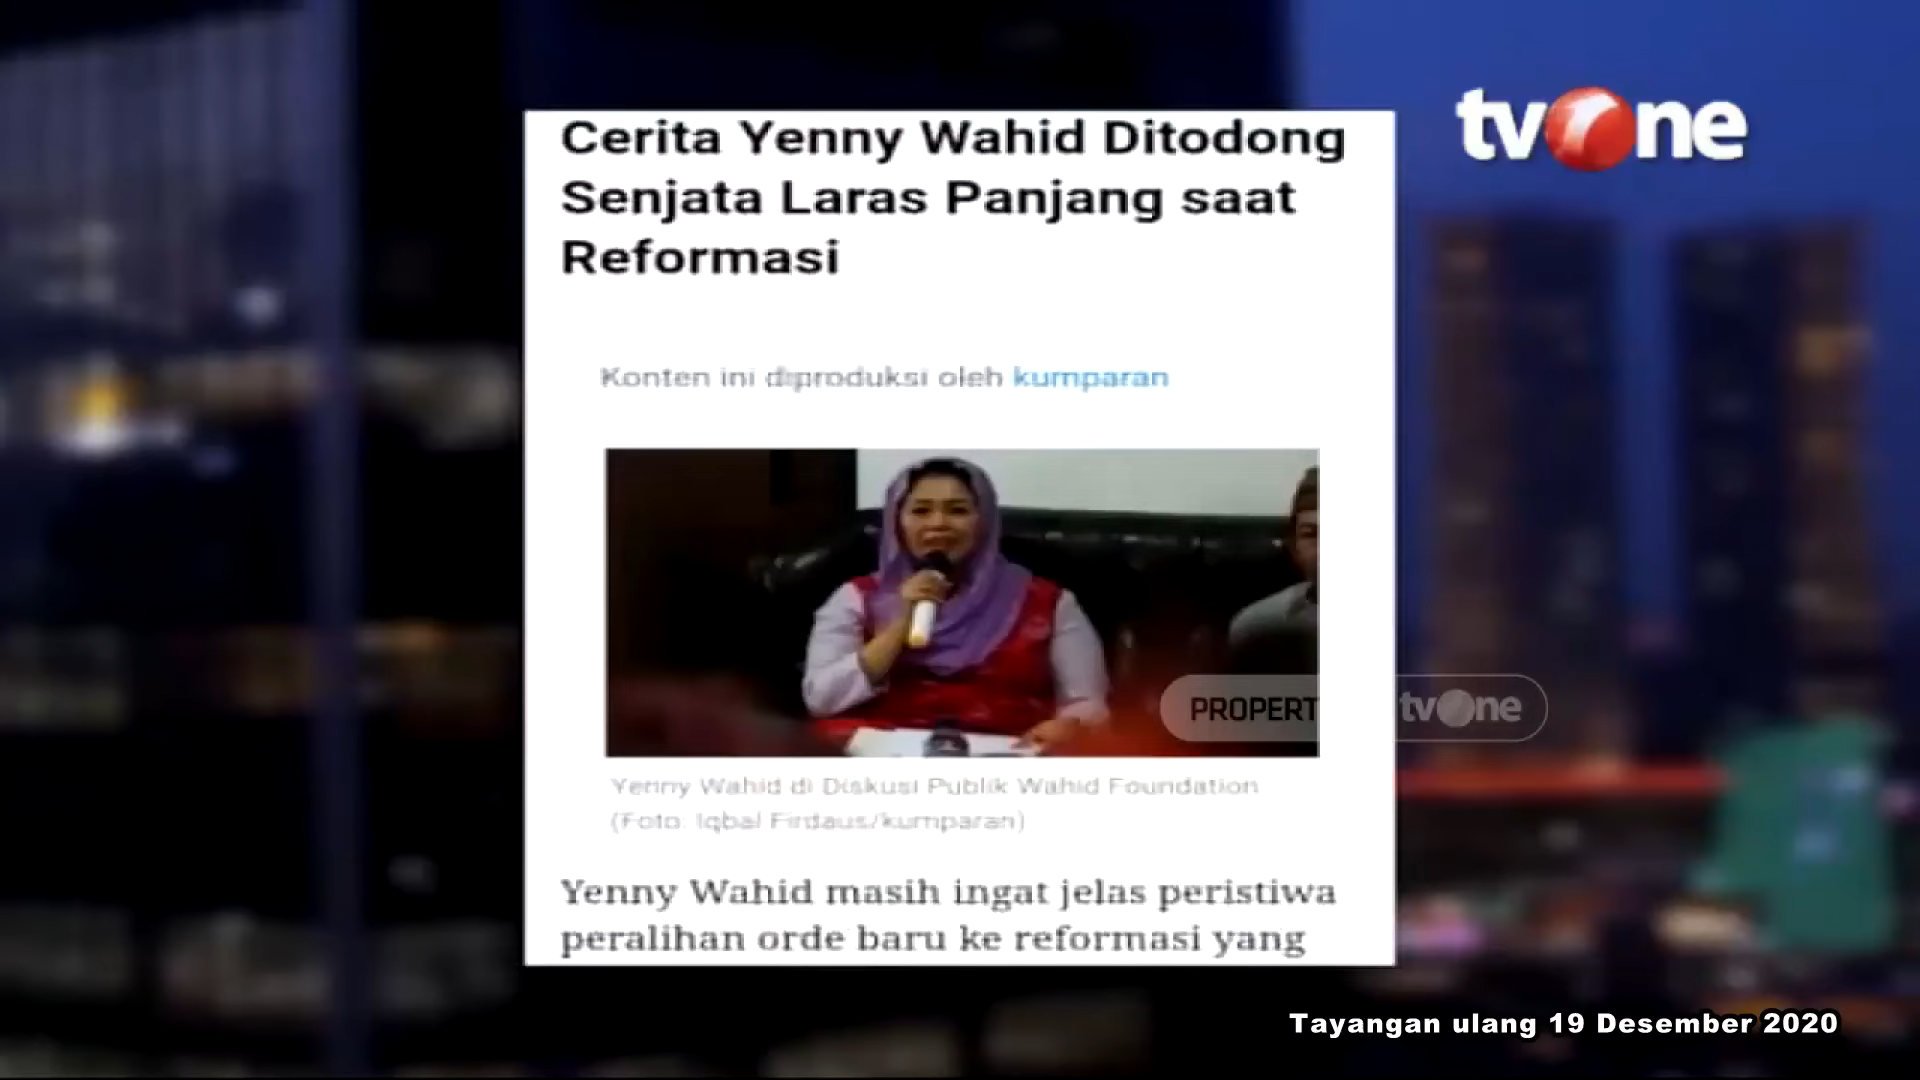 tvOne
Cerita Yenny Wahid Ditodong
Senjata Laras Panjang saat
Reformasi
Konten ini diproduksi oleh kumparan
PROPERT
tvOne
Yenny Wahid di Diskusi Publik Wahid Foundation
(Foto: Iqbal Firdaus/kumparan)
Yenny Wahid masih ingat jelas peristiwa
peralihan orde baru ke reformasi yang
Tayangan ulang 19 Desember 2020